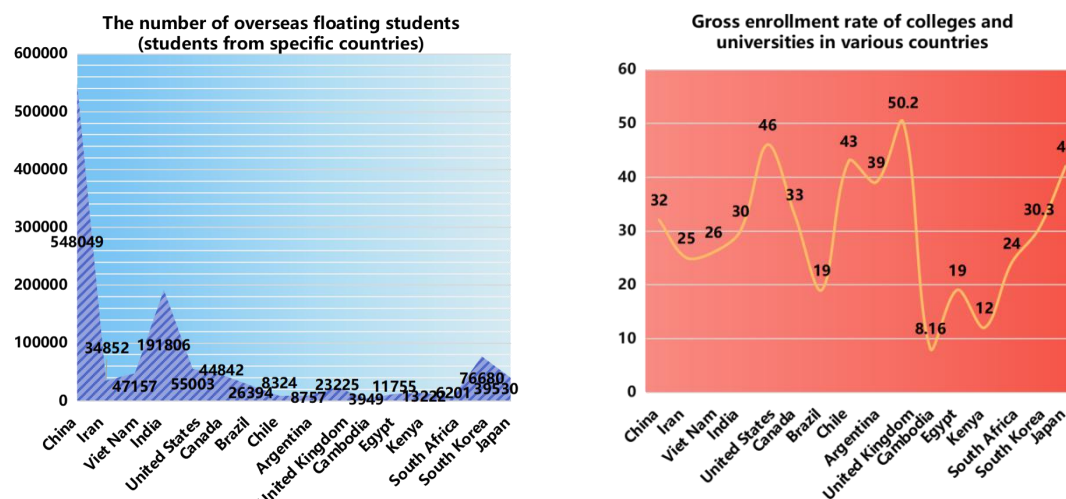 The number of overseas floating students
(students from specific countries)
600000
500000
400000
300000
200000
100000
0
548049
34852
47157
191806
55003
44842
26394
8324
8757
23225
3949
11755
13222
6201
76680
39530
China
Iran
Viet Nam
India
United States
Canada
Brazil
Chile
Argentina
United Kingdom
Cambodia
Egypt
Kenya
South Africa
South Korea
Japan
Gross enrollment rate of colleges and
universities in various countries
60
50
40
30
20
10
0
32
25
26
30
46
33
19
43
39
50.2
8.16
19
12
24
30.3
China
Iran
Viet Nam
India
United States
Canada
Brazil
Chile
Argentina
United Kingdom
Cambodia
Egypt
Kenya
South Africa
South Korea
Japan